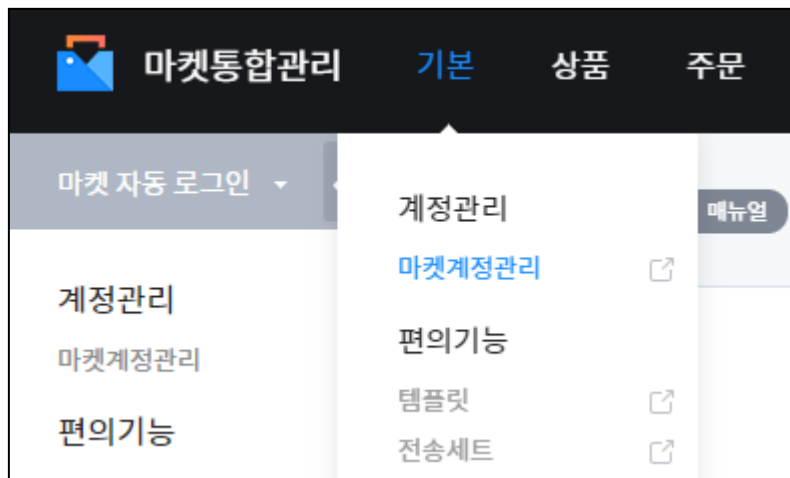 마켓통합관리 기본 상품 주문
마켓 자동 로그인
매뉴얼
계정관리
마켓계정관리
편의기능
계정관리
마켓계정관리
편의기능
템플릿
전송세트